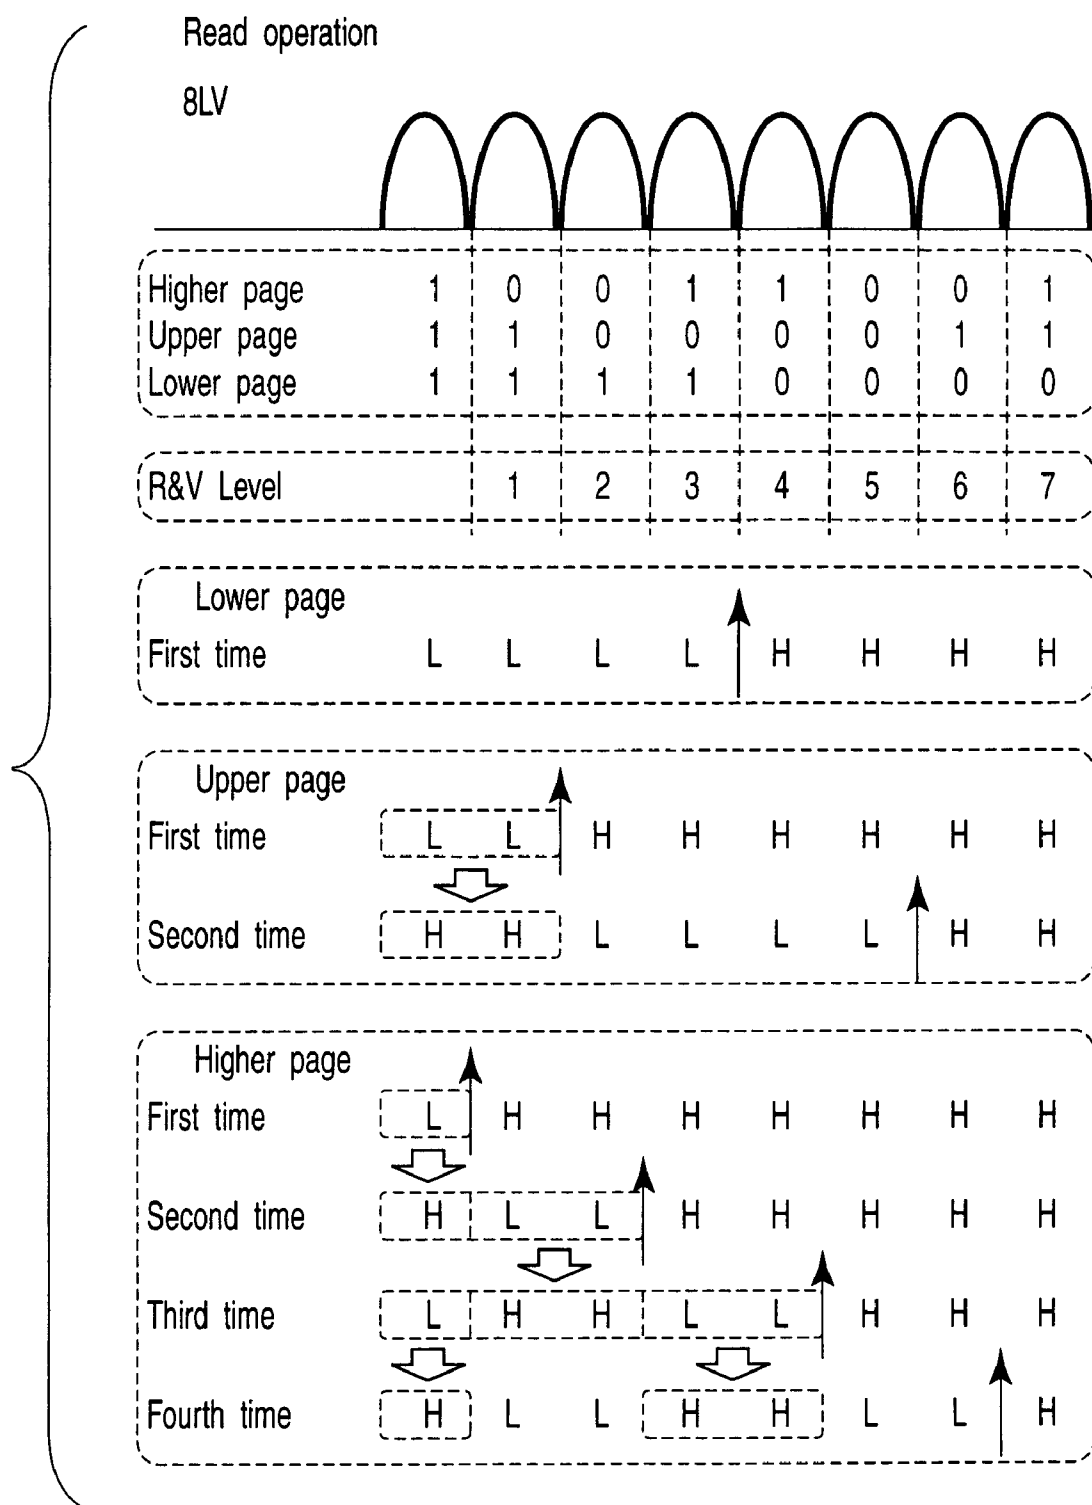 Read operation
8LV
Higher page 1 0 0 1 1 0 0 1
Upper page 1 1 0 0 0 0 1 1
Lower page 1 1 1 1 0 0 0 0
R&V Level 1 2 3 4 5 6 7
Lower page
First time L L L L H H H H
Upper page
First time L L H H H H H H
Second time H H L L L L H H
Higher page
First time L H H H H H H H
Second time H L L H H H H H
Third time L H H L L H H H
Fourth time H L L H H L L H